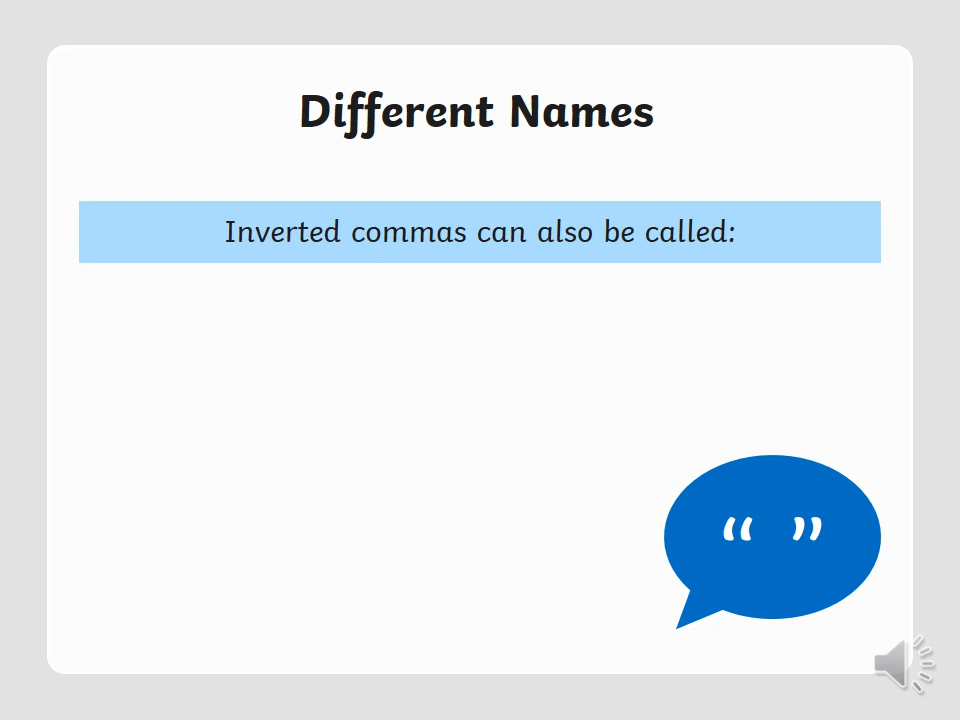 Different Names
Inverted commas can also be called:
“ ”